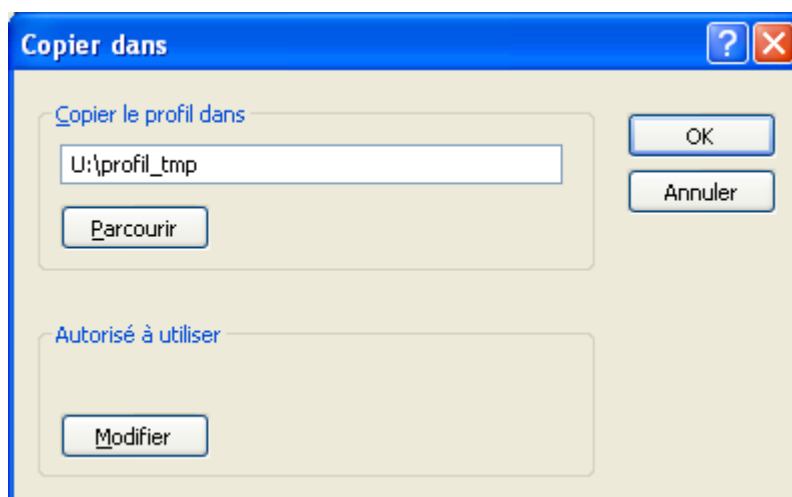 Copier dans
Copier le profil dans
U:\profil_tmp
OK
Annuler
Parcourir
Autorisé à utiliser
Modifier